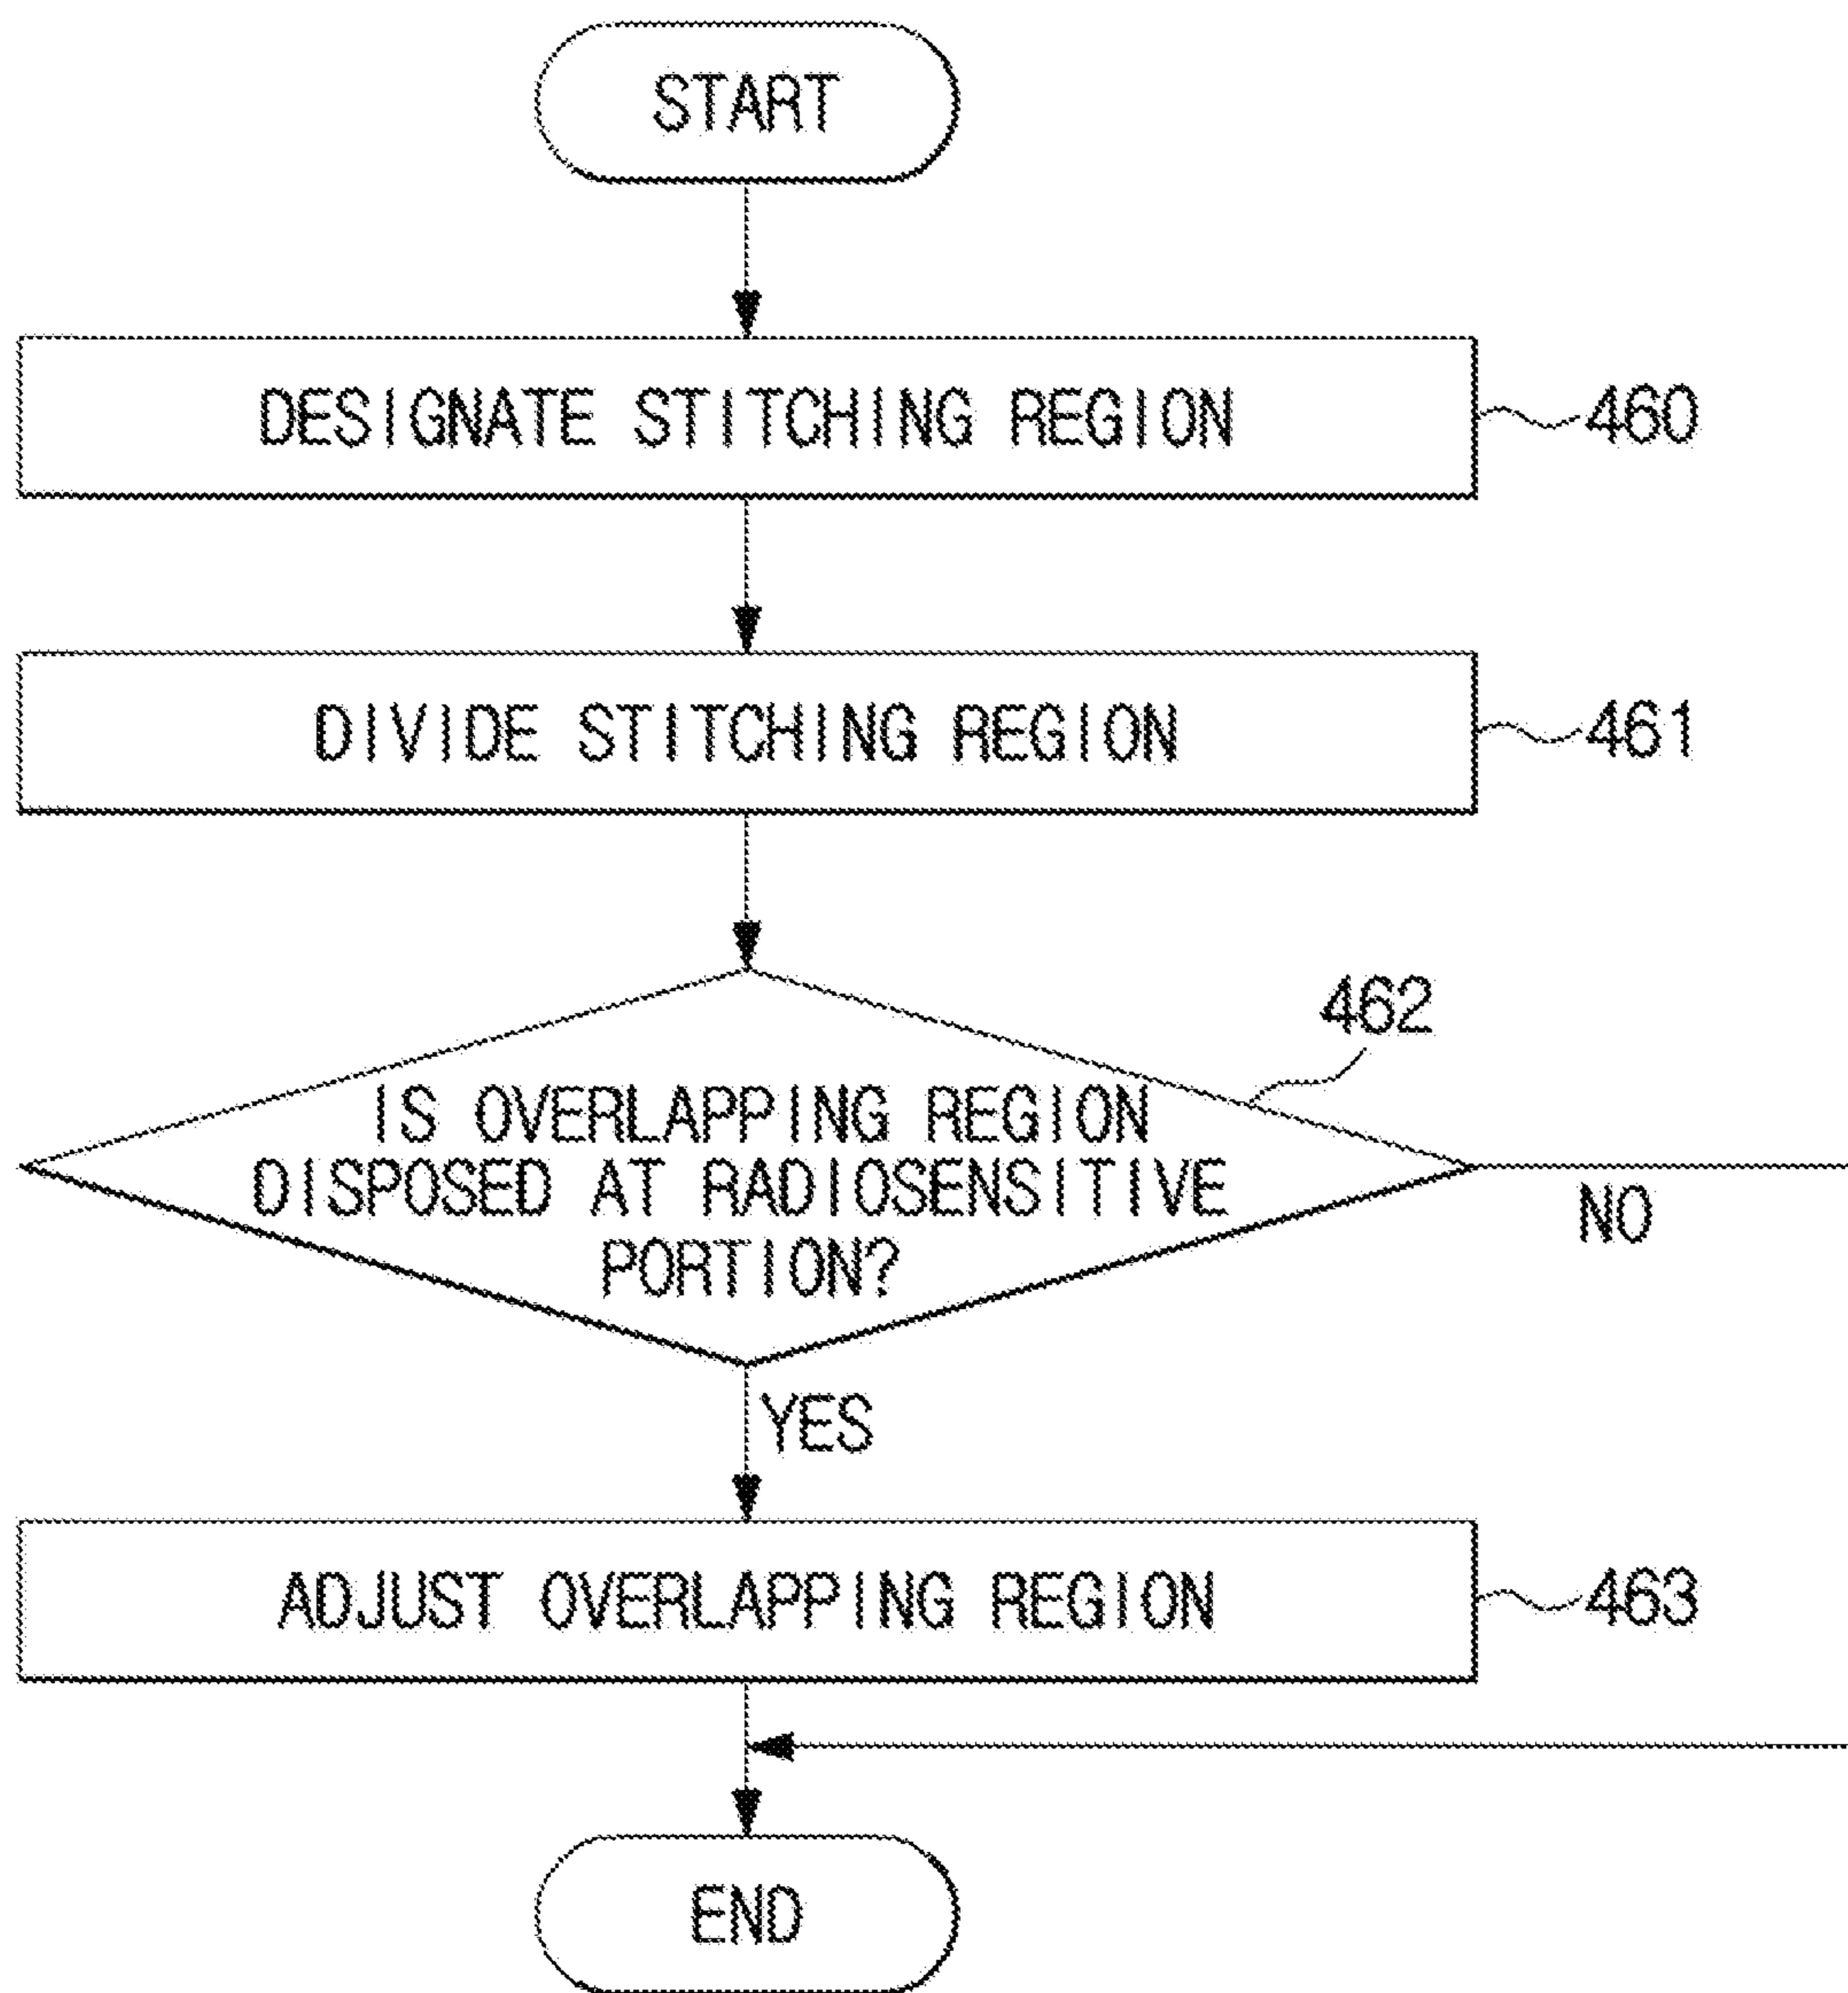 START
DESIGNATE STITCHING REGION
460
DIVIDE STITCHING REGION
461
462
IS OVERLAPPING REGION
DISPOSED AT RADIOSENSITIVE
PORTION?
NO
YES
ADJUST OVERLAPPING REGION
463
END